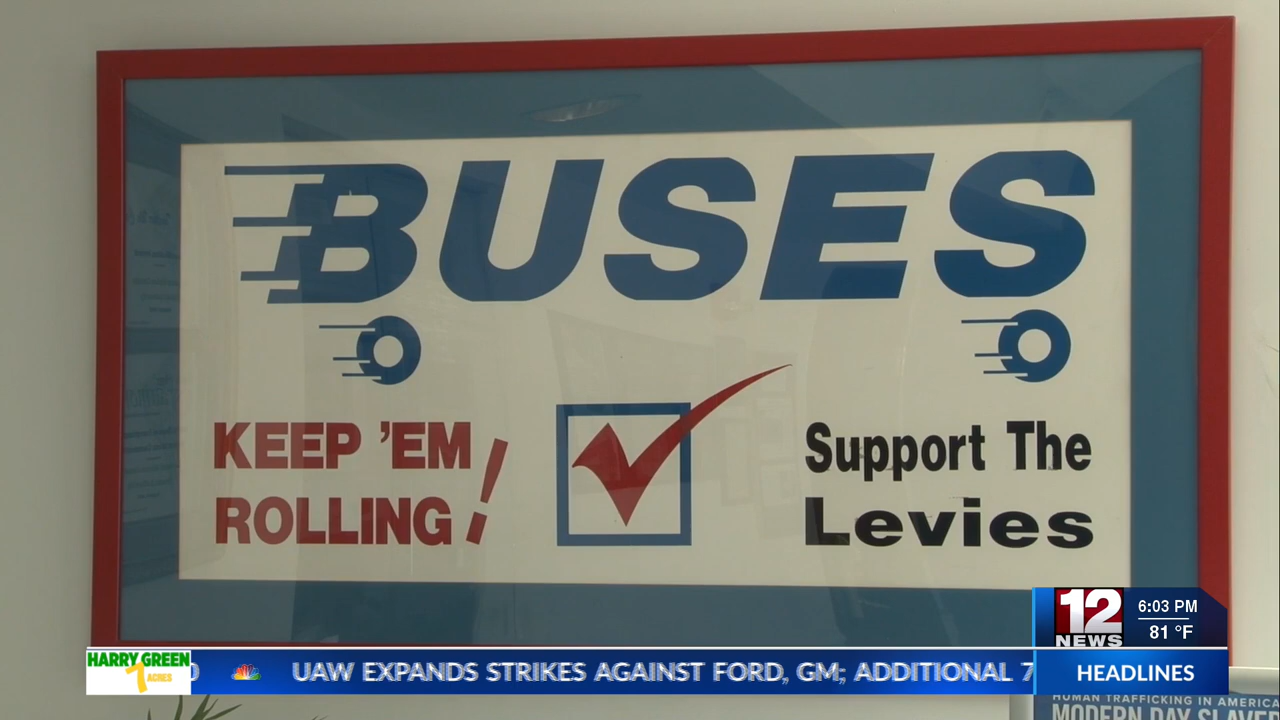 BUSES
KEEP 'EM
ROLLING!
Support The
Levies
12
NEWS
6:03 PM
81 °F
HARRY GREEN
7
ACRES
UAW EXPANDS STRIKES AGAINST FORD, GM; ADDITIONAL 7
HEADLINES
HUMAN TRAFFICKING IN AMERICA
MODERN DAY